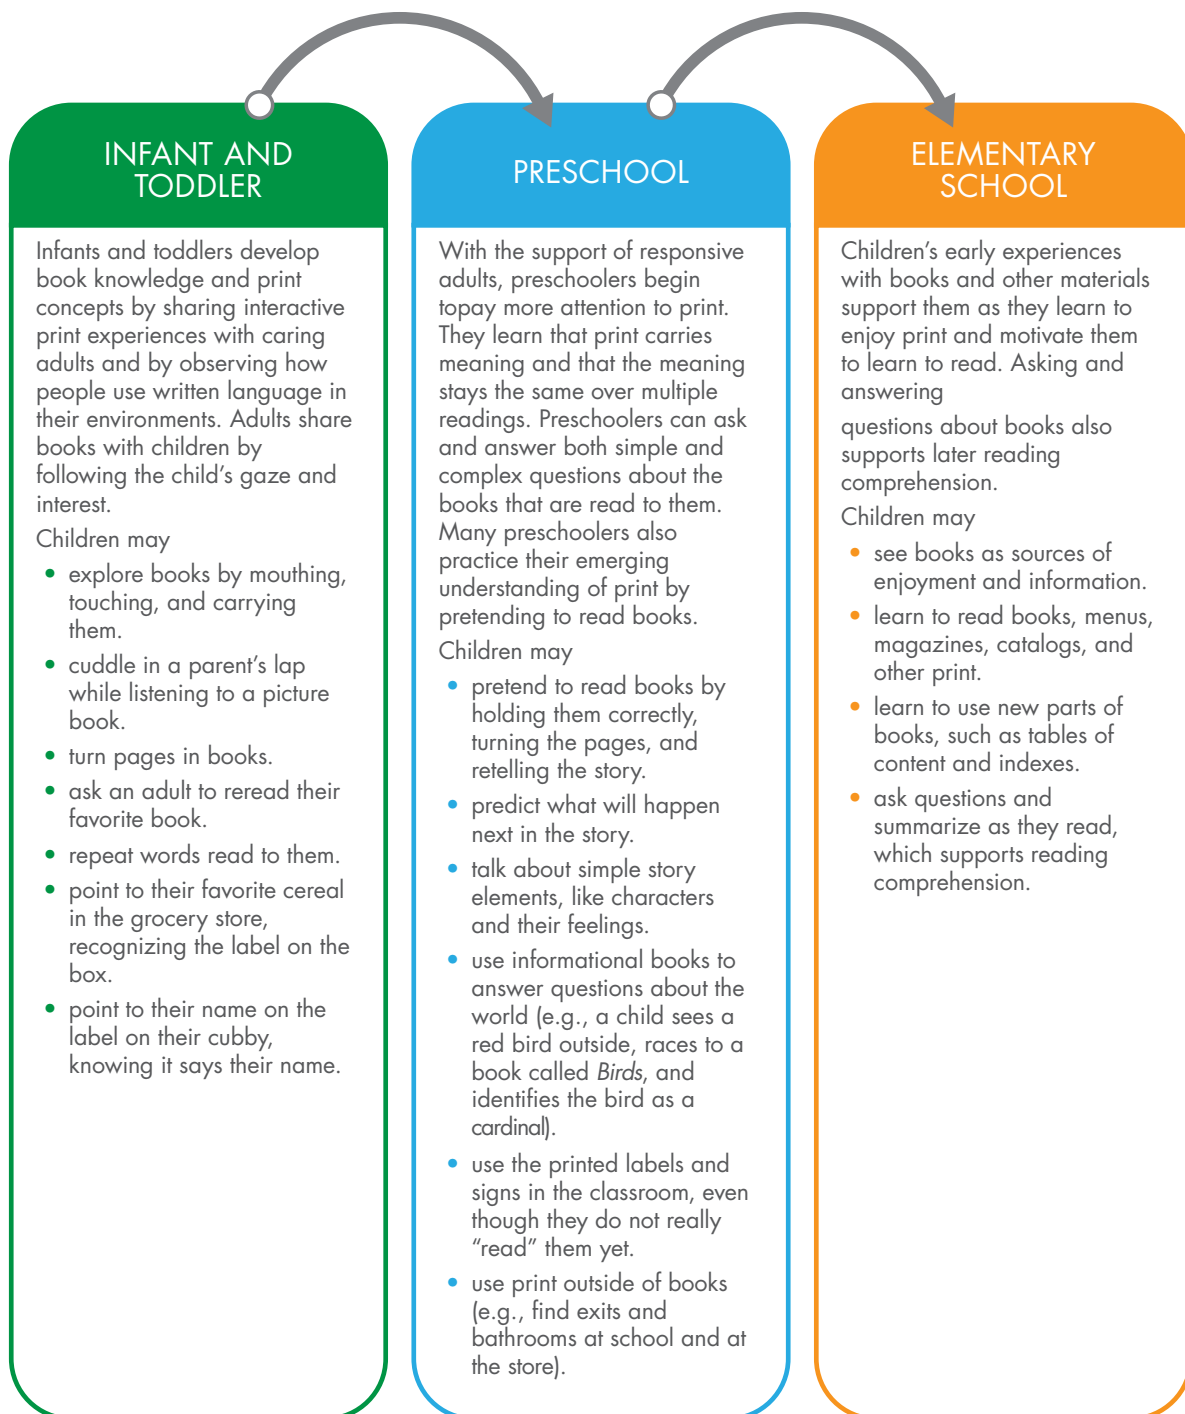 INFANT AND
TODDLER
Infants and toddlers develop
book knowledge and print
concepts by sharing interactive
print experiences with caring
adults and by observing how
people use written language in
their environments. Adults share
books with children by
following the child’s gaze and
interest.
Children may
• explore books by mouthing,
touching, and carrying
them.
• cuddle in a parent’s lap
while listening to a picture
book.
• turn pages in books.
• ask an adult to reread their
favorite book.
• repeat words read to them.
• point to their favorite cereal
in the grocery store,
recognizing the label on the
box.
• point to their name on the
label on their cubby,
knowing it says their name.
PRESCHOOL
With the support of responsive
adults, preschoolers begin
topay more attention to print.
They learn that print carries
meaning and that the meaning
stays the same over multiple
readings. Preschoolers can ask
and answer both simple and
complex questions about the
books that are read to them.
Many preschoolers also
practice their emerging
understanding of print by
pretending to read books.
Children may
• pretend to read books by
holding them correctly,
turning the pages, and
retelling the story.
• predict what will happen
next in the story.
• talk about simple story
elements, like characters
and their feelings.
• use informational books to
answer questions about the
world (e.g., a child sees a
red bird outside, races to a
book called Birds, and
identifies the bird as a
cardinal).
• use the printed labels and
signs in the classroom, even
though they do not really
“read” them yet.
• use print outside of books
(e.g., find exits and
bathrooms at school and at
the store).
ELEMENTARY
SCHOOL
Children’s early experiences
with books and other materials
support them as they learn to
enjoy print and motivate them
to learn to read. Asking and
answering
questions about books also
supports later reading
comprehension.
Children may
• see books as sources of
enjoyment and information.
• learn to read books, menus,
magazines, catalogs, and
other print.
• learn to use new parts of
books, such as tables of
content and indexes.
• ask questions and
summarize as they read,
which supports reading
comprehension.